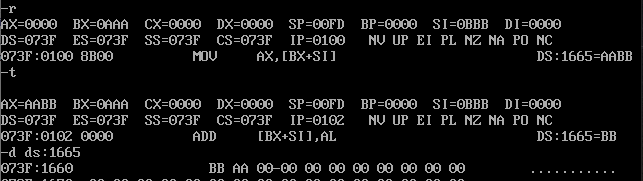 -r
AX=0000  BX=0AAA  CX=0000  DX=0000  SP=00FD  BP=0000  SI=0BBB  DI=0000
DS=073F  ES=073F  SS=073F  CS=073F  IP=0100   NV UP EI PL NZ NA PO NC
073F:0100 8B00          MOV     AX,[BX+SI]                         DS:1665=AABB
-t

AX=AABB  BX=0AAA  CX=0000  DX=0000  SP=00FD  BP=0000  SI=0BBB  DI=0000
DS=073F  ES=073F  SS=073F  CS=073F  IP=0102   NV UP EI PL NZ NA PO NC
073F:0102 0000          ADD     [BX+SI],AL                         DS:1665=BB
-d ds:1665
073F:1660                 BB AA 00-00 00 00 00 00 00 00 00        ...........